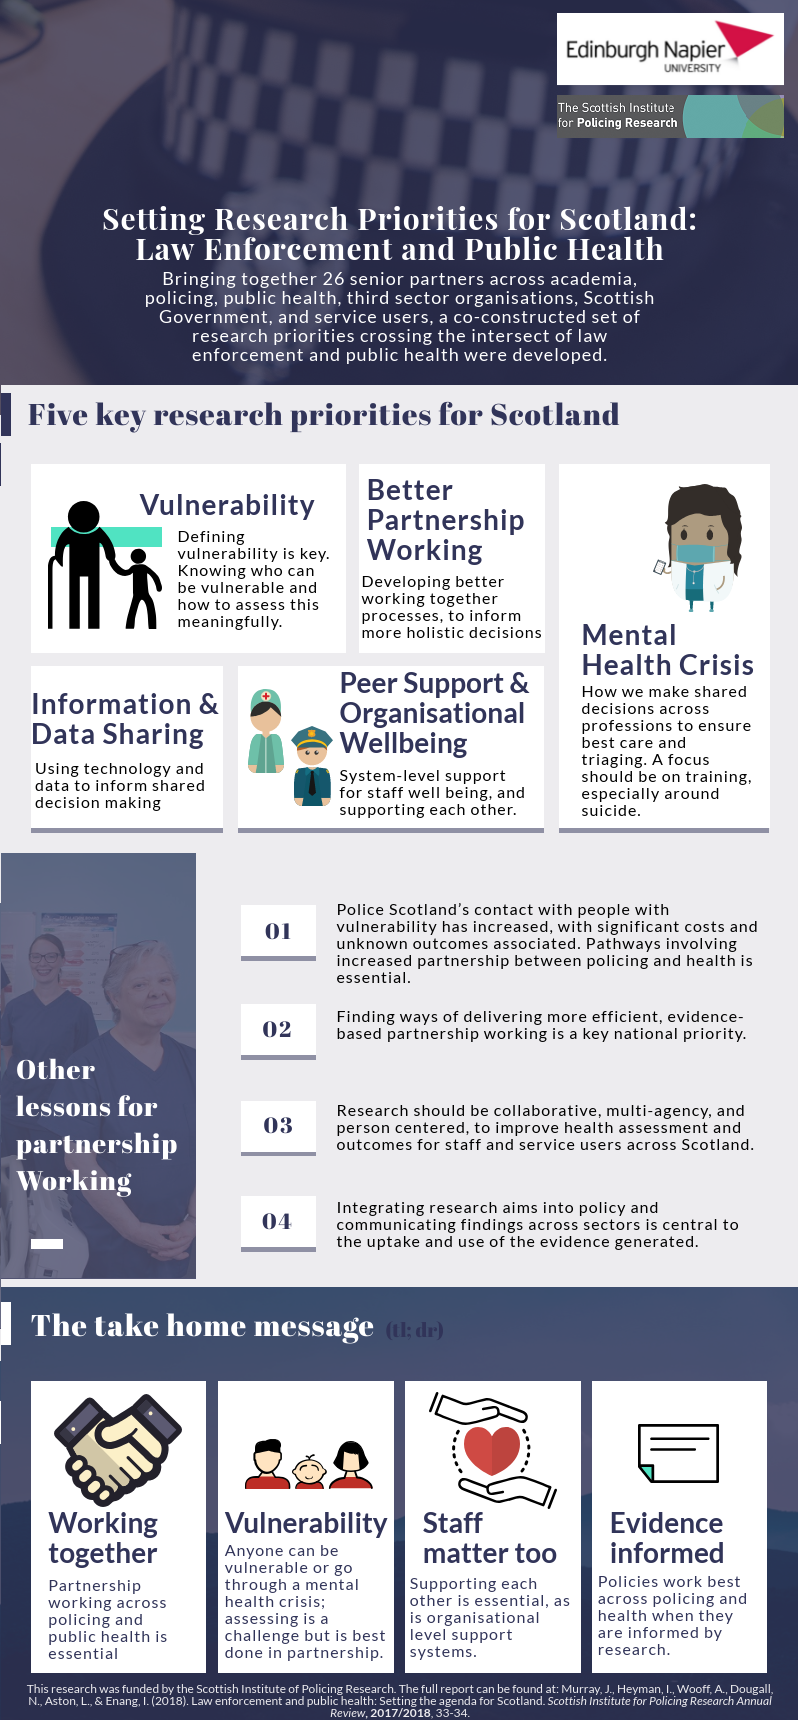 Edinburgh Napier
UNIVERSITY
The Scottish Institute
for Policing Research
Setting Research Priorities for Scotland:
Law Enforcement and Public Health
Bringing together 26 senior partners across academia,
policing, public health, third sector organisations, Scottish
Government, and service users, a co-constructed set of
research priorities crossing the intersect of law
enforcement and public health were developed.
Five key research priorities for Scotland
Vulnerability
Defining
vulnerability is key.
Knowing who can
be vulnerable and
how to assess this
meaningfully.
Better
Partnership
Working
Developing better
working together
processes, to inform
more holistic decisions
Mental
Health Crisis
How we make shared
decisions across
professions to ensure
best care and
triaging. A focus
should be on training,
especially around
suicide.
Information &
Data Sharing
Using technology and
data to inform shared
decision making
Peer Support &
Organisational
Wellbeing
System-level support
for staff well being, and
supporting each other.
Other
lessons for
partnership
Working
01
Police Scotland's contact with people with
vulnerability has increased, with significant costs and
unknown outcomes associated. Pathways involving
increased partnership between policing and health is
essential.
02
Finding ways of delivering more efficient, evidence-
based partnership working is a key national priority.
03
Research should be collaborative, multi-agency, and
person centered, to improve health assessment and
outcomes for staff and service users across Scotland.
04
Integrating research aims into policy and
communicating findings across sectors is central to
the uptake and use of the evidence generated.
The take home message (tl; dr)
Working
together
Partnership
working across
policing and
public health is
essential
Vulnerability
Anyone can be
vulnerable or go
through a mental
health crisis;
assessing is a
challenge but is best
done in partnership.
Staff
matter too
Supporting each
other is essential, as
is organisational
level support
systems.
Evidence
informed
Policies work best
across policing and
health when they
are informed by
research.
This research was funded by the Scottish Institute of Policing Research. The full report can be found at: Murray, J., Heyman, I., Wooff, A., Dougall,
N., Aston, L., & Enang, I. (2018). Law enforcement and public health: Setting the agenda for Scotland. Scottish Institute for Policing Research Annual
Review, 2017/2018, 33-34.